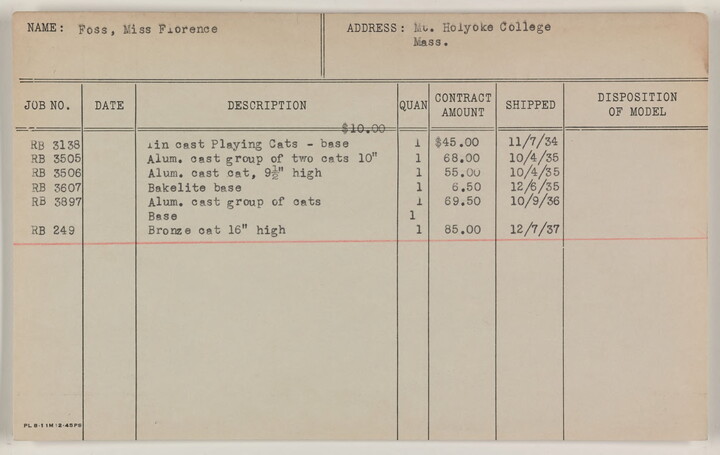 NAME: Foss, Miss Florence ADDRESS: Mt. Holyoke College
Mass.
JOB NO. DATE DESCRIPTION QUAN CONTRACT AMOUNT SHIPPED DISPOSITION OF MODEL
$10.00
RB 3138 Tin cast Playing Cats - base 1 $45.00 11/7/34
RB 3505 Alum. cast group of two cats 10" 1 68.00 10/4/35
RB 3506 Alum. cast cat, 9½" high 1 55.00 10/4/35
RB 3607 Bakelite base 1 6.50 12/6/35
RB 3897 Alum. cast group of cats 1 69.50 10/9/36
Base 1
RB 249 Bronze cat 16" high 1 85.00 12/7/37